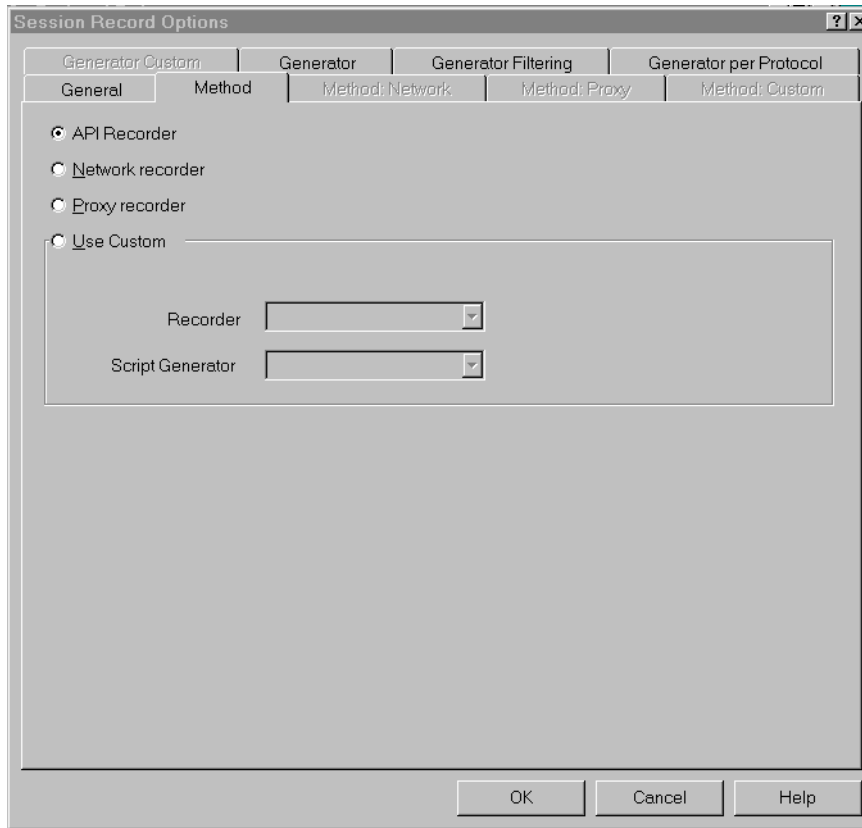 Session Record Options
Generator Custom Generator Generator Filtering Generator per Protocol
General Method Method: Network Method: Proxy Method: Custom
API Recorder
Network recorder
Proxy recorder
Use Custom
Recorder
Script Generator
OK Cancel Help